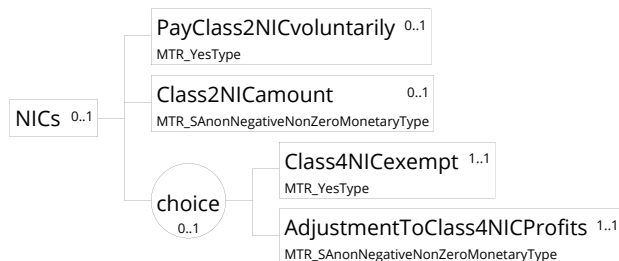 PayClass2NICvoluntarily 0..1
MTR_YesType
Class2NICamount 0..1
MTR_SAnonNegativeNonZeroMonetaryType
NICs 0..1
choice
0..1
Class4NICexempt 1..1
MTR_YesType
AdjustmentToClass4NICProfits 1..1
MTR_SAnonNegativeNonZeroMonetaryType